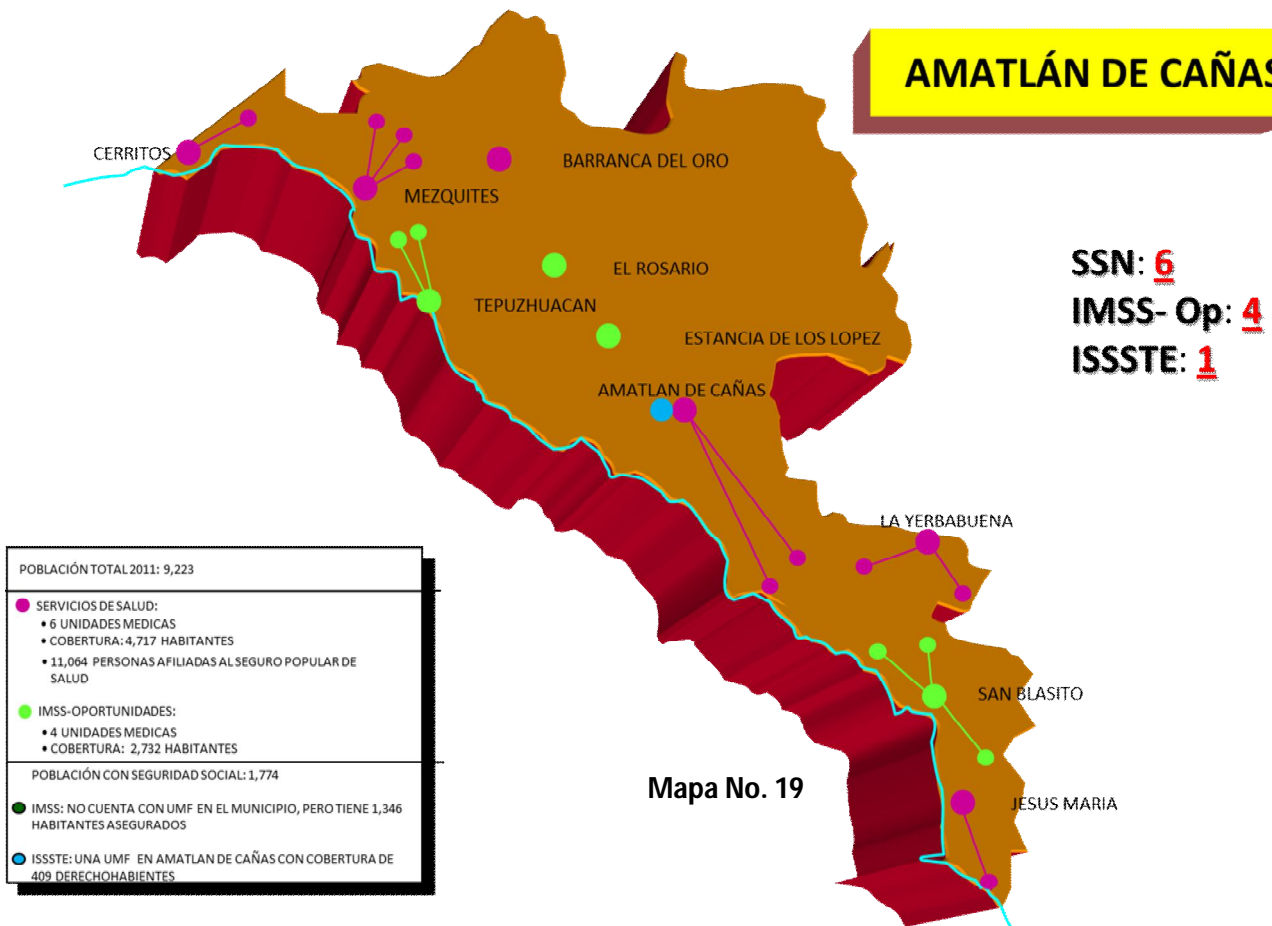 AMATLÁN DE CAÑAS
CERRITOS
BARRANCA DEL ORO
MEZQUITES
EL ROSARIO
TEPUZHUACAN
ESTANCIA DE LOS LOPEZ
AMATLAN DE CAÑAS
SSN: 6
IMSS- Op: 4
ISSSTE: 1
LA YERBABUENA
SAN BLASITO
JESUS MARIA
Mapa No. 19
POBLACIÓN TOTAL 2011: 9,223
SERVICIOS DE SALUD:
• 6 UNIDADES MEDICAS
• COBERTURA: 4,717 HABITANTES
• 11,064 PERSONAS AFILIADAS AL SEGURO POPULAR DE
SALUD
IMSS-OPORTUNIDADES:
• 4 UNIDADES MEDICAS
• COBERTURA: 2,732 HABITANTES
POBLACIÓN CON SEGURIDAD SOCIAL: 1,774
IMSS: NO CUENTA CON UMF EN EL MUNICIPIO, PERO TIENE 1,346
HABITANTES ASEGURADOS
ISSSTE: UNA UMF EN AMATLAN DE CAÑAS CON COBERTURA DE
409 DERECHOHABIENTES